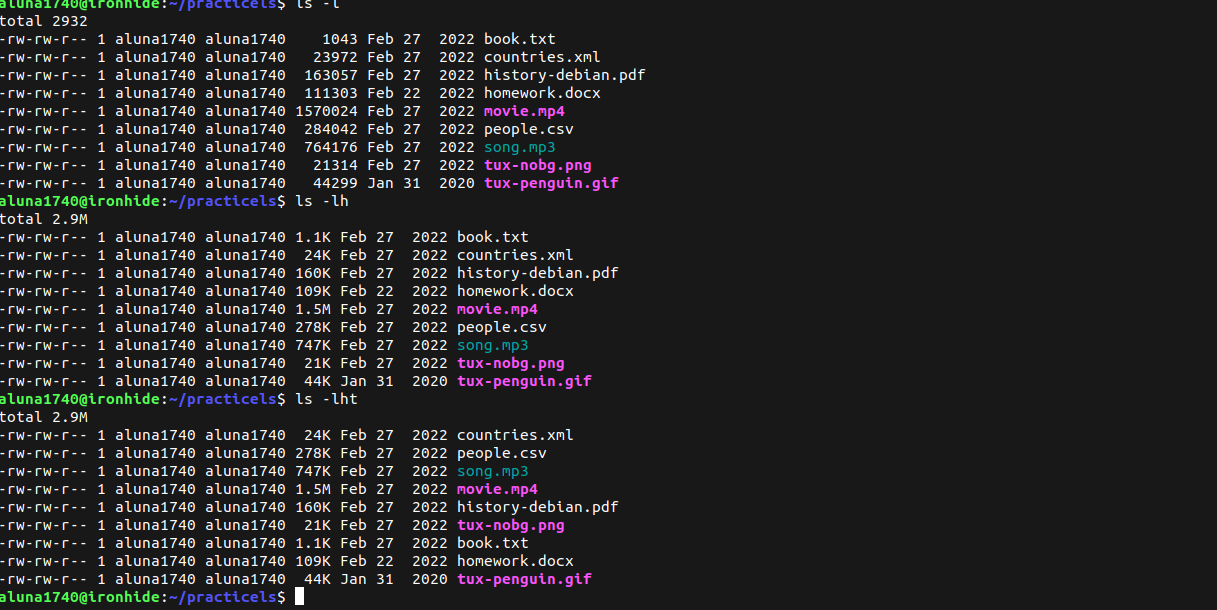 aluna1740@ironhide:~/practicels$ ls -l
total 2932
-rw-rw-r-- 1 aluna1740 aluna1740    1043 Feb 27  2022 book.txt
-rw-rw-r-- 1 aluna1740 aluna1740   23972 Feb 27  2022 countries.xml
-rw-rw-r-- 1 aluna1740 aluna1740  163057 Feb 27  2022 history-debian.pdf
-rw-rw-r-- 1 aluna1740 aluna1740  111303 Feb 22  2022 homework.docx
-rw-rw-r-- 1 aluna1740 aluna1740 1570024 Feb 27  2022 movie.mp4
-rw-rw-r-- 1 aluna1740 aluna1740  284042 Feb 27  2022 people.csv
-rw-rw-r-- 1 aluna1740 aluna1740  764176 Feb 27  2022 song.mp3
-rw-rw-r-- 1 aluna1740 aluna1740   21314 Feb 27  2022 tux-nobg.png
-rw-rw-r-- 1 aluna1740 aluna1740   44299 Jan 31  2020 tux-penguin.gif
aluna1740@ironhide:~/practicels$ ls -lh
total 2.9M
-rw-rw-r-- 1 aluna1740 aluna1740 1.1K Feb 27  2022 book.txt
-rw-rw-r-- 1 aluna1740 aluna1740  24K Feb 27  2022 countries.xml
-rw-rw-r-- 1 aluna1740 aluna1740 160K Feb 27  2022 history-debian.pdf
-rw-rw-r-- 1 aluna1740 aluna1740 109K Feb 22  2022 homework.docx
-rw-rw-r-- 1 aluna1740 aluna1740 1.5M Feb 27  2022 movie.mp4
-rw-rw-r-- 1 aluna1740 aluna1740 278K Feb 27  2022 people.csv
-rw-rw-r-- 1 aluna1740 aluna1740 747K Feb 27  2022 song.mp3
-rw-rw-r-- 1 aluna1740 aluna1740  21K Feb 27  2022 tux-nobg.png
-rw-rw-r-- 1 aluna1740 aluna1740  44K Jan 31  2020 tux-penguin.gif
aluna1740@ironhide:~/practicels$ ls -lht
total 2.9M
-rw-rw-r-- 1 aluna1740 aluna1740  24K Feb 27  2022 countries.xml
-rw-rw-r-- 1 aluna1740 aluna1740 278K Feb 27  2022 people.csv
-rw-rw-r-- 1 aluna1740 aluna1740 747K Feb 27  2022 song.mp3
-rw-rw-r-- 1 aluna1740 aluna1740 1.5M Feb 27  2022 movie.mp4
-rw-rw-r-- 1 aluna1740 aluna1740 160K Feb 27  2022 history-debian.pdf
-rw-rw-r-- 1 aluna1740 aluna1740  21K Feb 27  2022 tux-nobg.png
-rw-rw-r-- 1 aluna1740 aluna1740 1.1K Feb 27  2022 book.txt
-rw-rw-r-- 1 aluna1740 aluna1740 109K Feb 22  2022 homework.docx
-rw-rw-r-- 1 aluna1740 aluna1740  44K Jan 31  2020 tux-penguin.gif
aluna1740@ironhide:~/practicels$